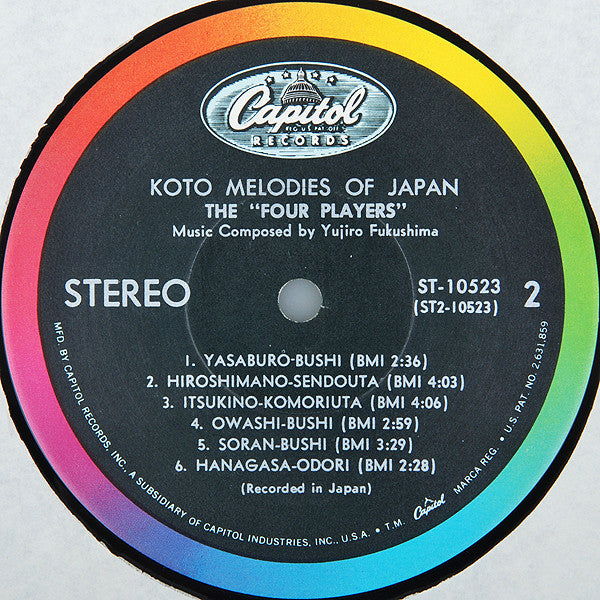 Capitol
REG. U.S. PAT. OFF.
RECORDS
KOTO MELODIES OF JAPAN
THE "FOUR PLAYERS"
Music Composed by Yujiro Fukushima
STEREO
ST-10523
(ST2-10523)
2
1. YASABURO-BUSHI (BMI 2:36)
2. HIROSHIMANO-SENDOUTA (BMI 4:03)
3. ITSUKINO-KOMORIUTA (BMI 4:06)
4. OWASHI-BUSHI (BMI 2:59)
5. SORAN-BUSHI (BMI 3:29)
6. HANAGASA-ODORI (BMI 2:28)
(Recorded in Japan)
MFD. BY CAPITOL RECORDS, INC., A SUBSIDIARY OF CAPITOL INDUSTRIES, INC., U.S.A. • T.M. Capitol MARCA REG. • U.S. PAT. NO. 2,631,859